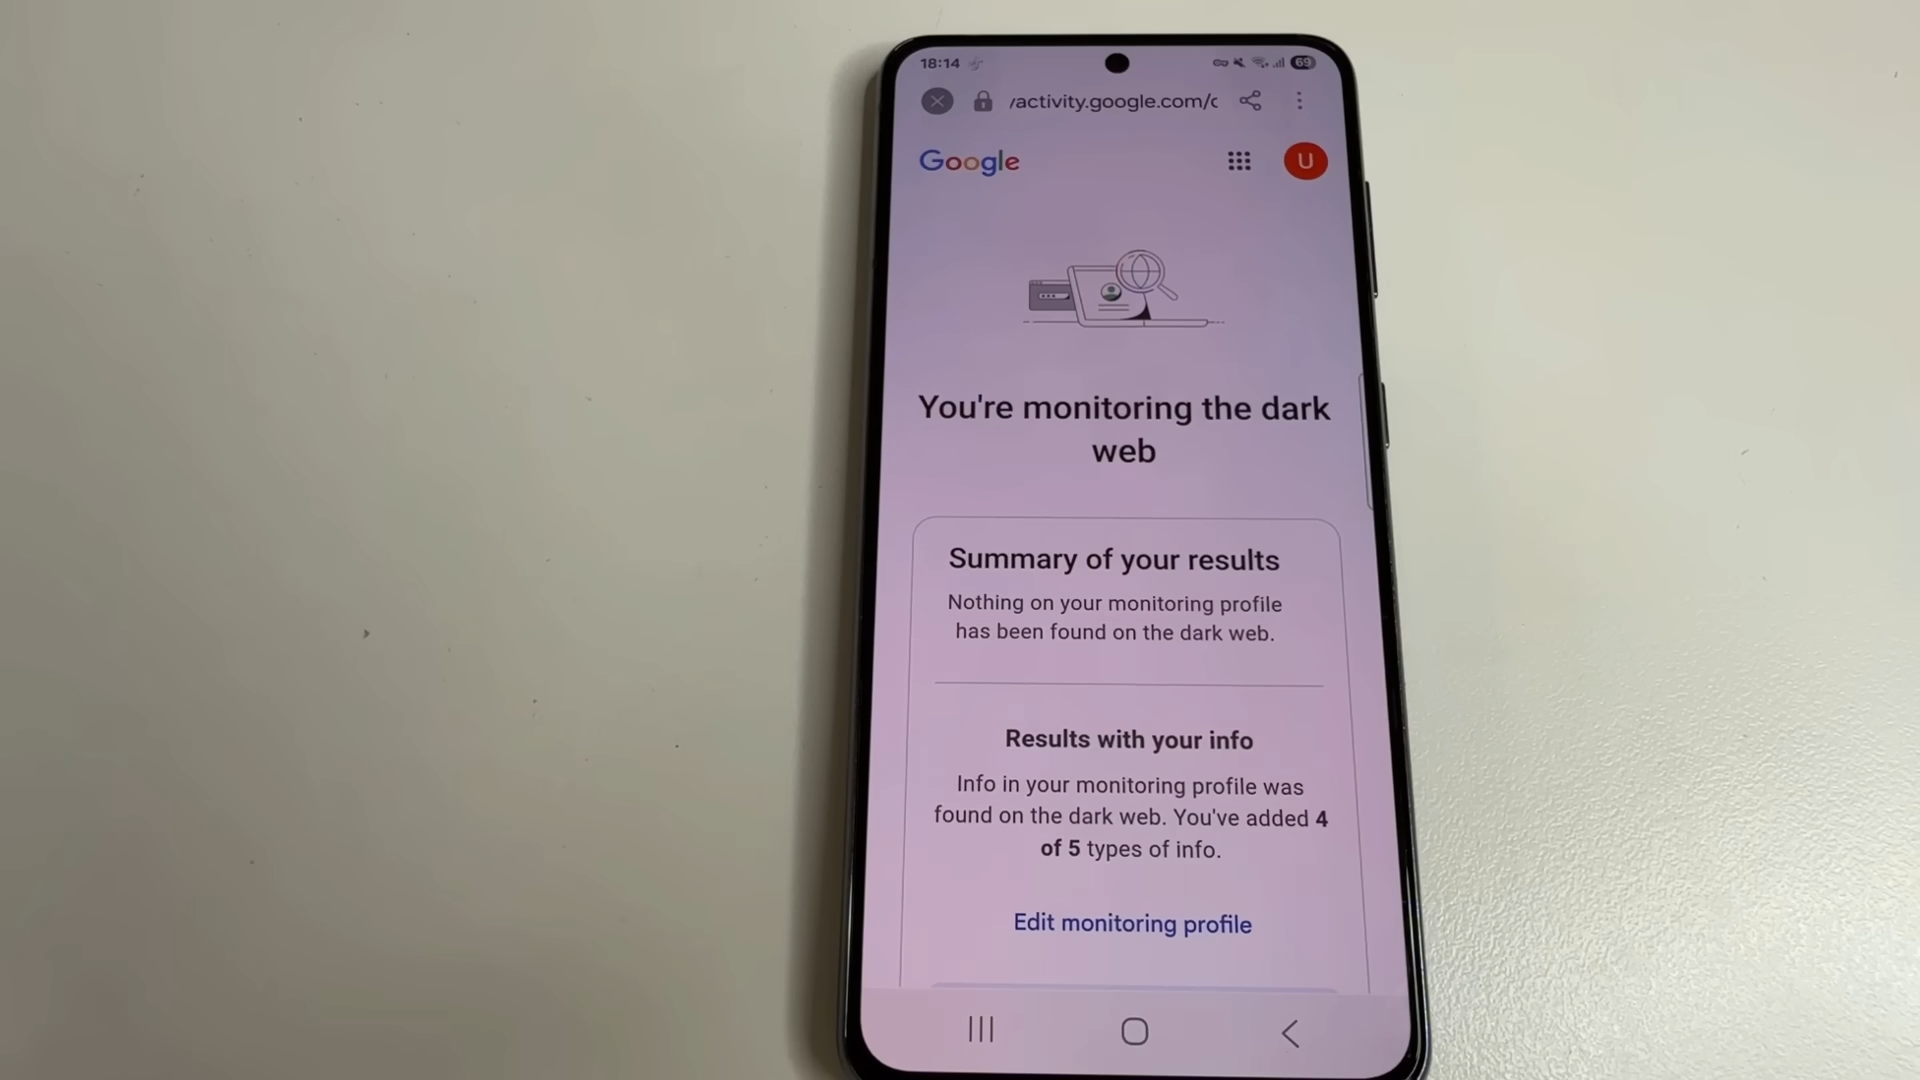 18:14
69
/activity.google.com/c
Google
U
You're monitoring the dark
web
Summary of your results
Nothing on your monitoring profile
has been found on the dark web.
Results with your info
Info in your monitoring profile was
found on the dark web. You've added 4
of 5 types of info.
Edit monitoring profile